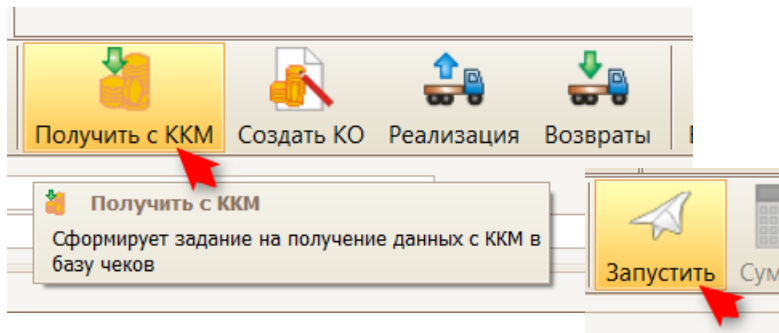 Получить с ККМ Создать КО Реализация Возвраты
Получить с ККМ
Сформирует задание на получение данных с ККМ в
базу чеков
Запустить Сум